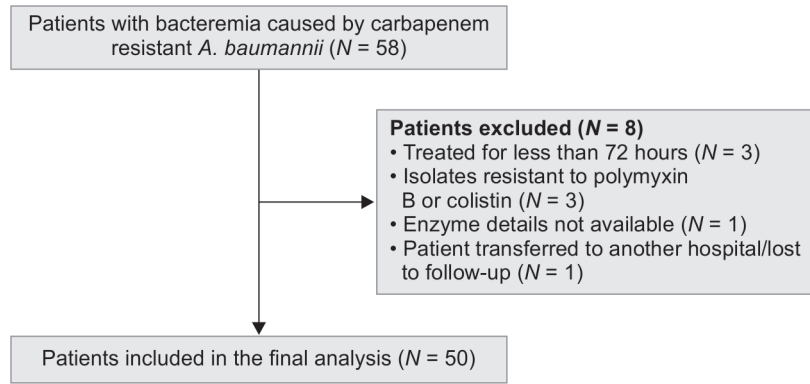 Patients with bacteremia caused by carbapenem
resistant A. baumannii (N = 58)
Patients excluded (N = 8)
• Treated for less than 72 hours (N = 3)
• Isolates resistant to polymyxin
B or colistin (N = 3)
• Enzyme details not available (N = 1)
• Patient transferred to another hospital/lost
to follow-up (N = 1)
Patients included in the final analysis (N = 50)